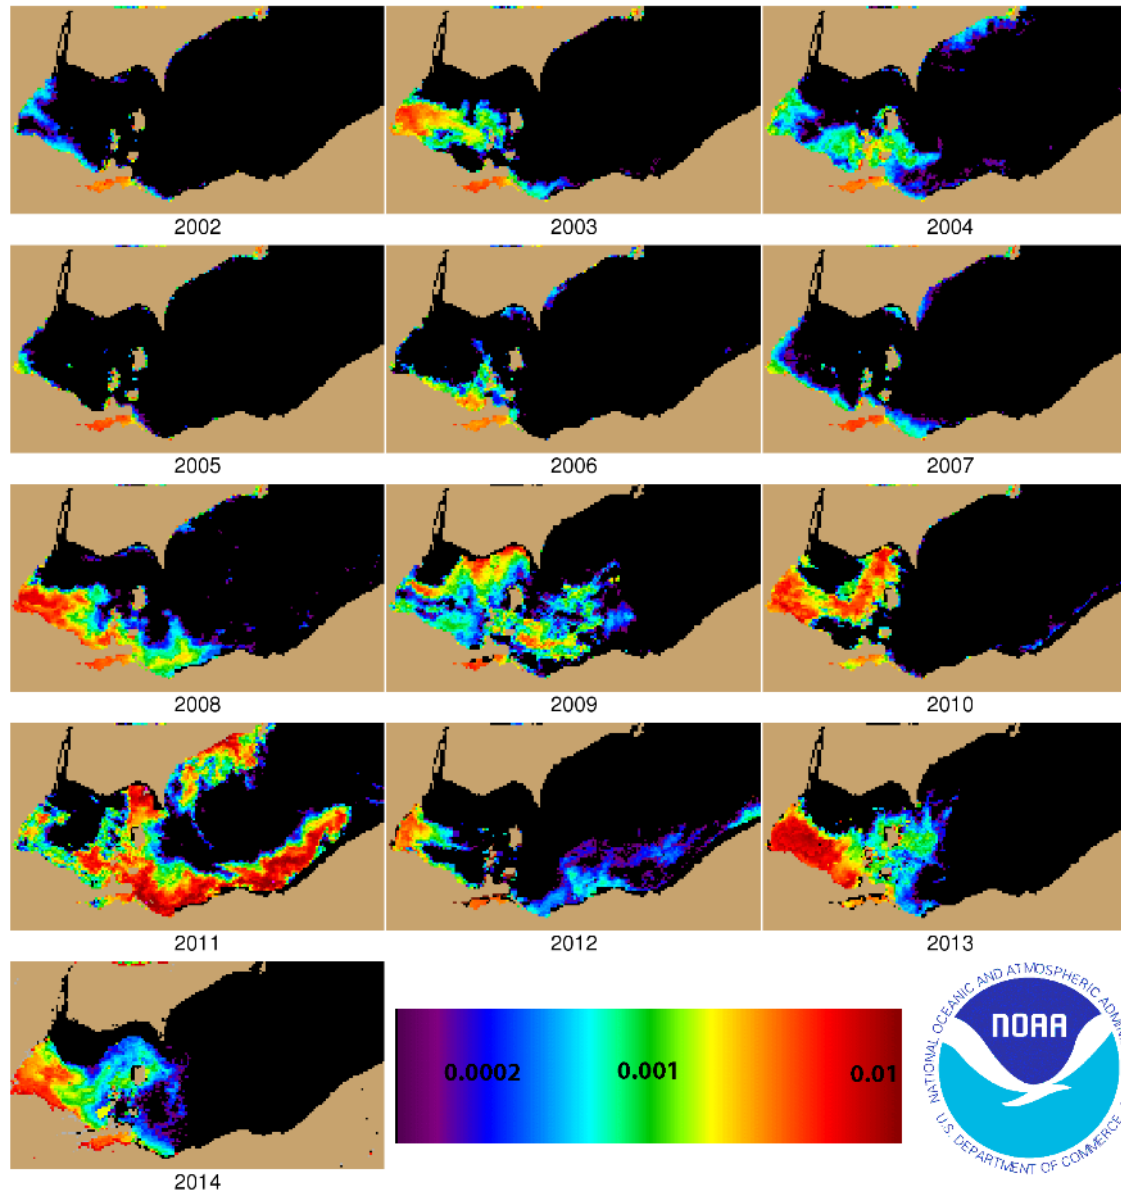 2002 2003 2004
2005 2006 2007
2008 2009 2010
2011 2012 2013
0.0002 0.001 0.01
NOAA
NATIONAL OCEANIC AND ATMOSPHERIC
U.S. DEPARTMENT OF COMMERCE
2014